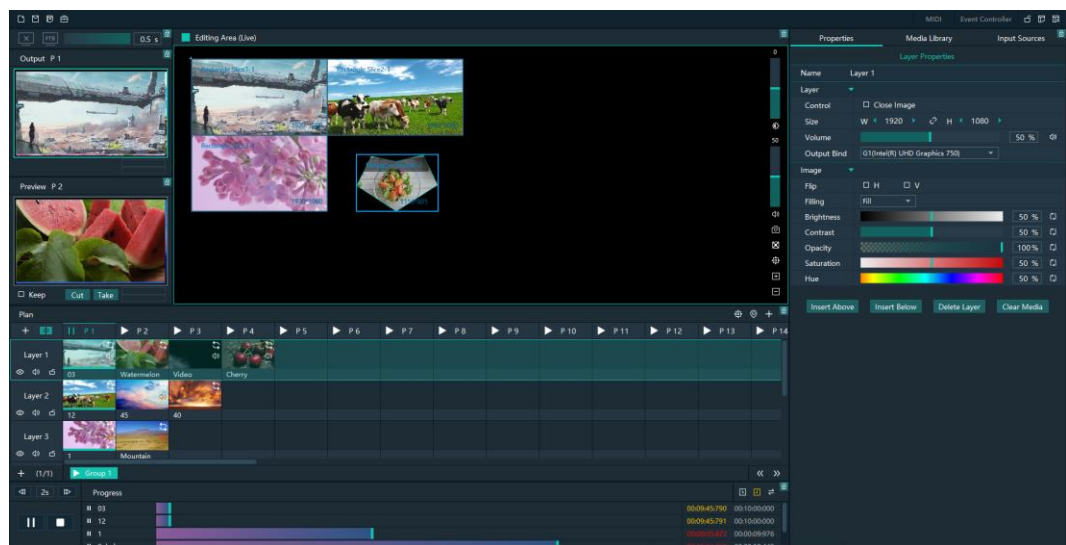 MIDI Event Controller
FTB 0.5 s
Editing Area (Live)
Properties Media Library Input Sources
Output P 1
Layer Properties
Name Layer 1
Layer
Control Close Image
Size W 1920 H 1080
Volume 50 %
Output Bind G1(Intel(R) UHD Graphics 750)
Image
Flip H V
Filling Fill
Brightness 50 %
Contrast 50 %
Opacity 100%
Saturation 50 %
Hue 50 %
Insert Above Insert Below Delete Layer Clear Media
0
50
Preview P 2
Keep Cut Take
Plan
P 1 P 2 P 3 P 4 P 5 P 6 P 7 P 8 P 9 P 10 P 11 P 12 P 13 P 14
Layer 1
03 Watermelon Video Cherry
Layer 2
12 45 40
Layer 3
1 Mountain
(1/1) Group 1
2s Progress
03 00:09:45:790 00:10:00:000
12 00:09:45:791 00:10:00:000
1 00:00:09:976